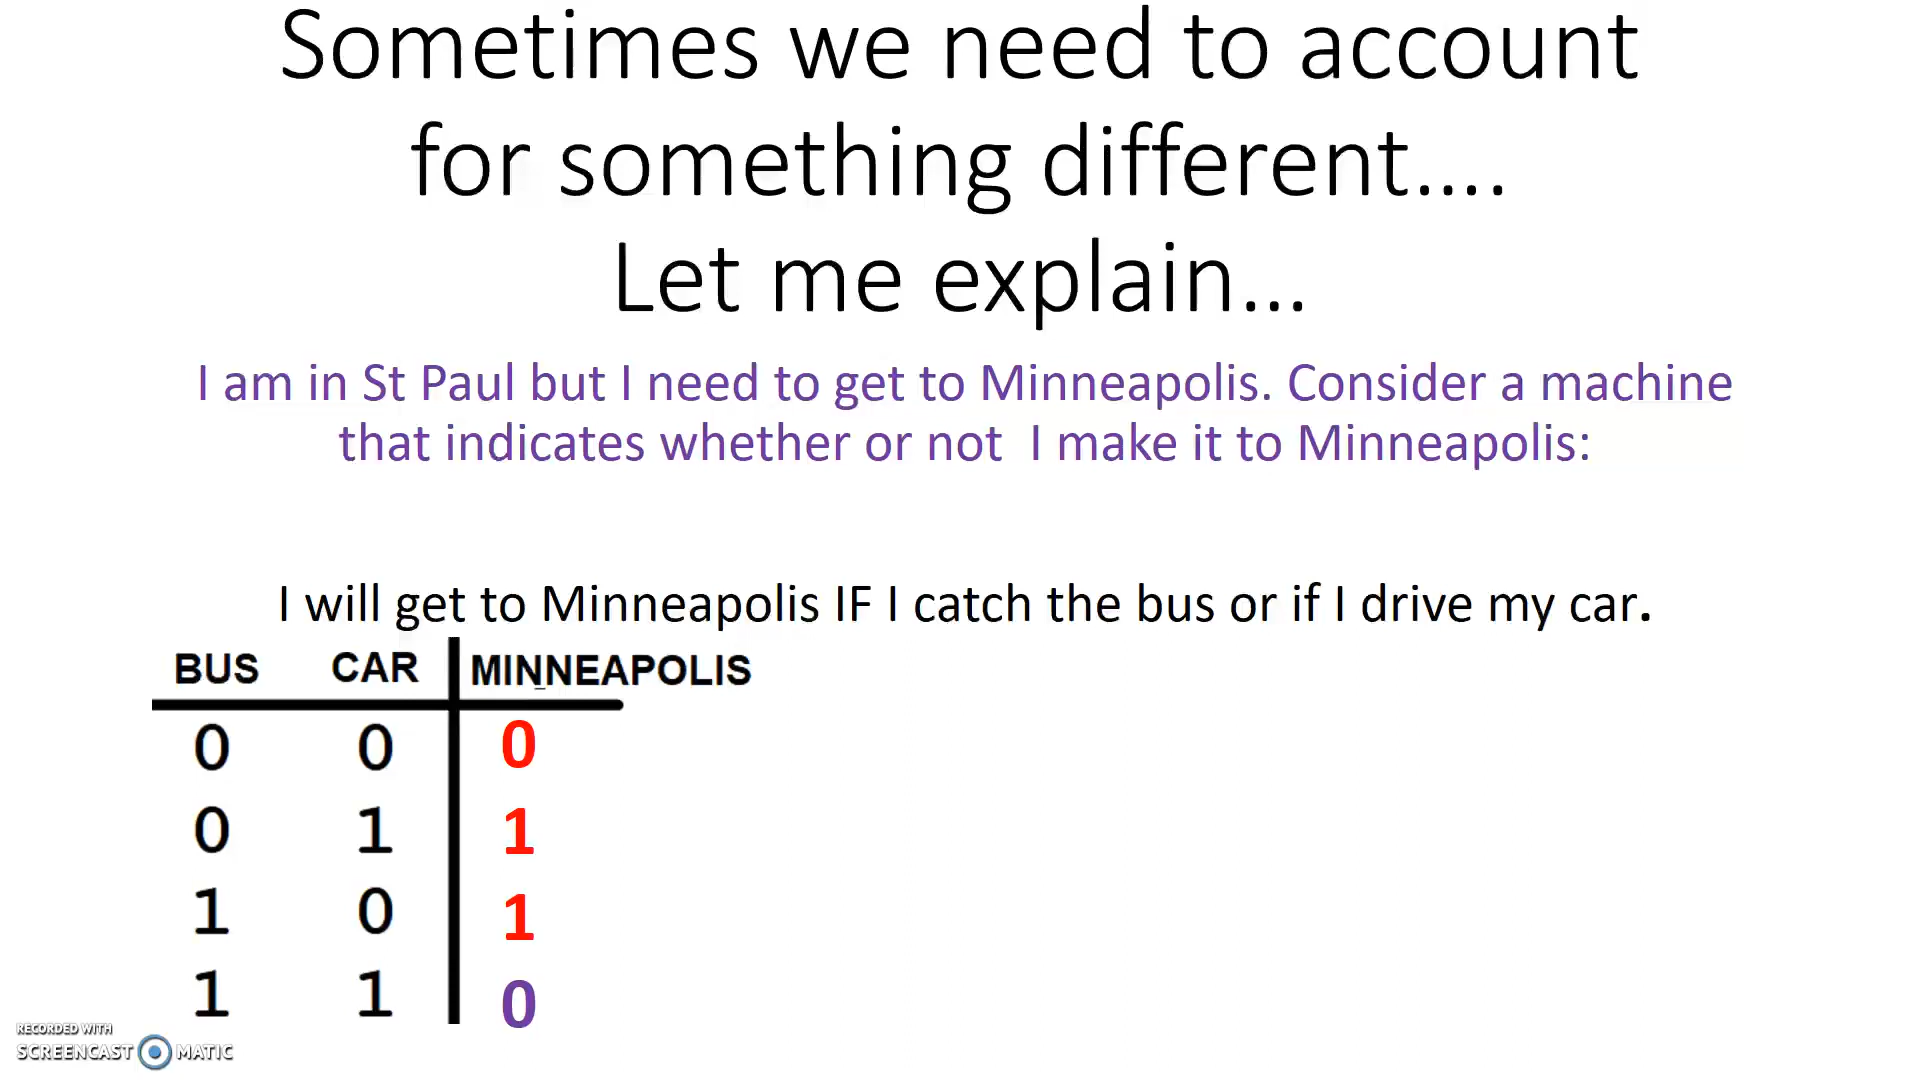 Sometimes we need to account
for something different....
Let me explain...
I am in St Paul but I need to get to Minneapolis. Consider a machine
that indicates whether or not I make it to Minneapolis:
I will get to Minneapolis IF I catch the bus or if I drive my car.
BUS CAR MINNEAPOLIS
0 0 0
0 1 1
1 0 1
1 1 0
RECORDED WITH
SCREENCAST MATIC